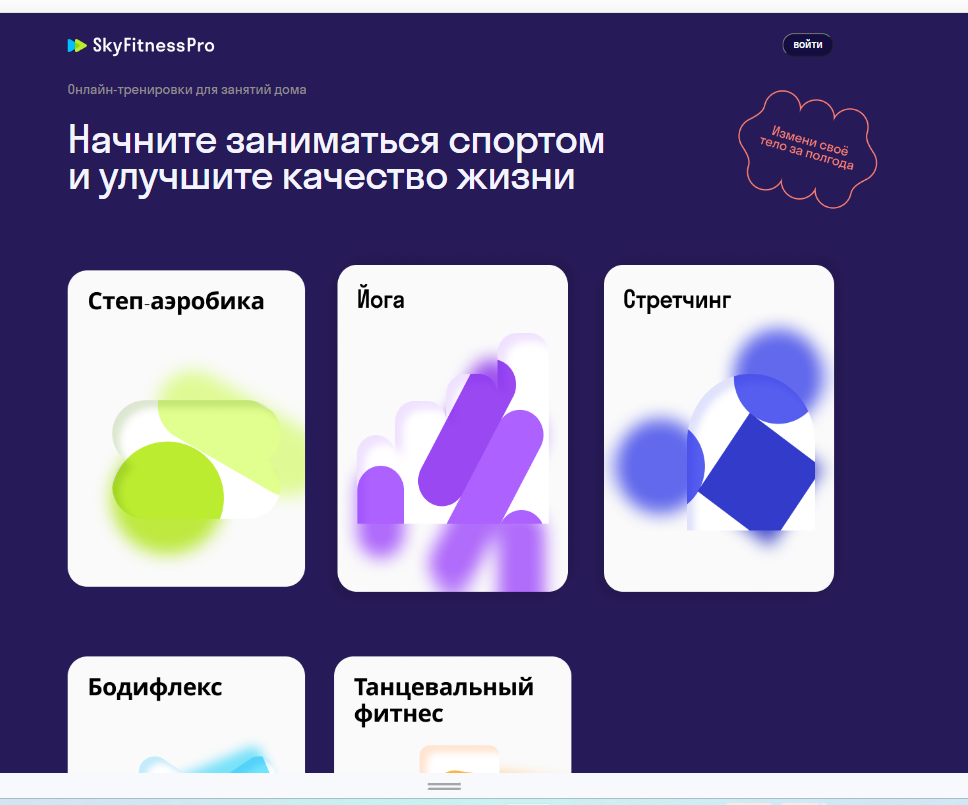 SkyFitnessPro
ВОЙТИ
Онлайн-тренировки для занятий дома
Начните заниматься спортом
и улучшите качество жизни
Измени своё
тело за полгода
Степ-аэробика
Йога
Стретчинг
Бодифлекс
Танцевальный
фитнес